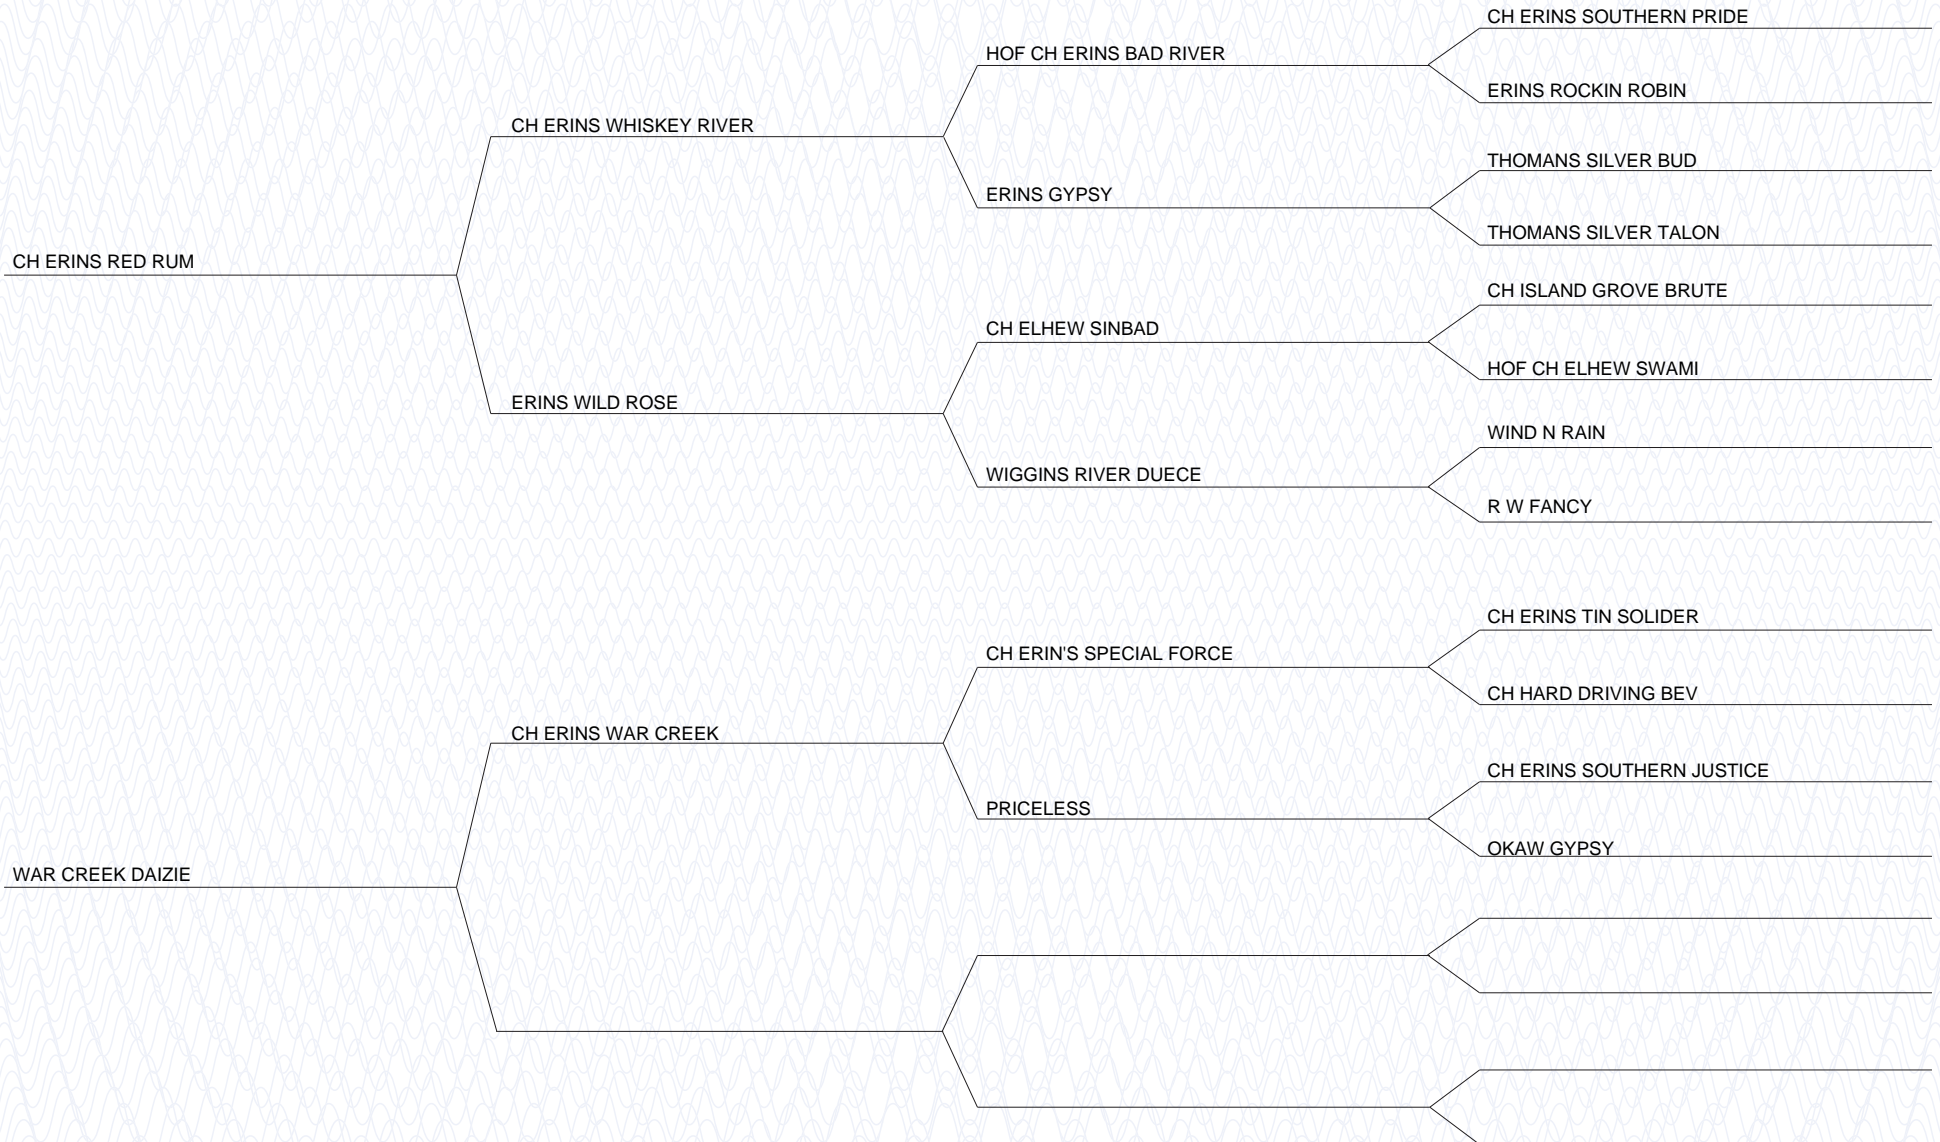 CH ERINS SOUTHERN PRIDE
HOF CH ERINS BAD RIVER
ERINS ROCKIN ROBIN
CH ERINS WHISKEY RIVER
THOMANS SILVER BUD
ERINS GYPSY
THOMANS SILVER TALON
CH ERINS RED RUM
CH ISLAND GROVE BRUTE
CH ELHEW SINBAD
HOF CH ELHEW SWAMI
ERINS WILD ROSE
WIND N RAIN
WIGGINS RIVER DUECE
R W FANCY
CH ERINS TIN SOLIDER
CH ERIN'S SPECIAL FORCE
CH HARD DRIVING BEV
CH ERINS WAR CREEK
CH ERINS SOUTHERN JUSTICE
PRICELESS
OKAW GYPSY
WAR CREEK DAIZIE